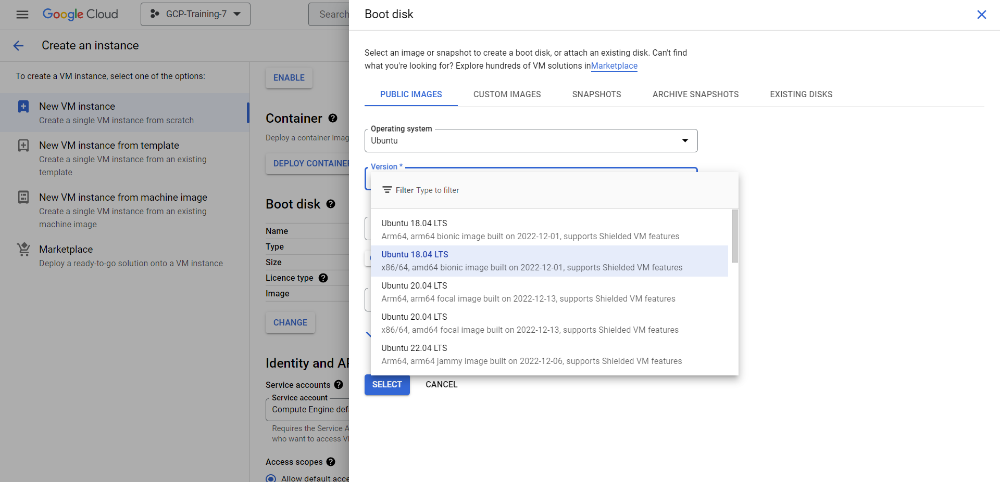 Google Cloud
GCP-Training-7
Search
Create an instance
To create a VM instance, select one of the options:
New VM instance
Create a single VM instance from scratch
New VM instance from template
Create a single VM instance from an existing
template
New VM instance from machine image
Create a single VM instance from an existing
machine image
Marketplace
Deploy a ready-to-go solution onto a VM instance
ENABLE
Container
Deploy a container imag
DEPLOY CONTAINER
Boot disk
Name
Type
Size
Licence type
Image
CHANGE
Identity and AP
Service accounts
Service account
Compute Engine def
Requires the Service A
who want to access VM
Access scopes
Allow default acce
Boot disk
Select an image or snapshot to create a boot disk, or attach an existing disk. Can't find
what you're looking for? Explore hundreds of VM solutions inMarketplace
PUBLIC IMAGES
CUSTOM IMAGES
SNAPSHOTS
ARCHIVE SNAPSHOTS
EXISTING DISKS
Operating system
Ubuntu
Version *
Filter Type to filter
Ubuntu 18.04 LTS
Arm64, arm64 bionic image built on 2022-12-01, supports Shielded VM features
Ubuntu 18.04 LTS
x86/64, amd64 bionic image built on 2022-12-01, supports Shielded VM features
Ubuntu 20.04 LTS
Arm64, arm64 focal image built on 2022-12-13, supports Shielded VM features
Ubuntu 20.04 LTS
x86/64, amd64 focal image built on 2022-12-13, supports Shielded VM features
Ubuntu 22.04 LTS
Arm64, arm64 jammy image built on 2022-12-06, supports Shielded VM features
SELECT
CANCEL